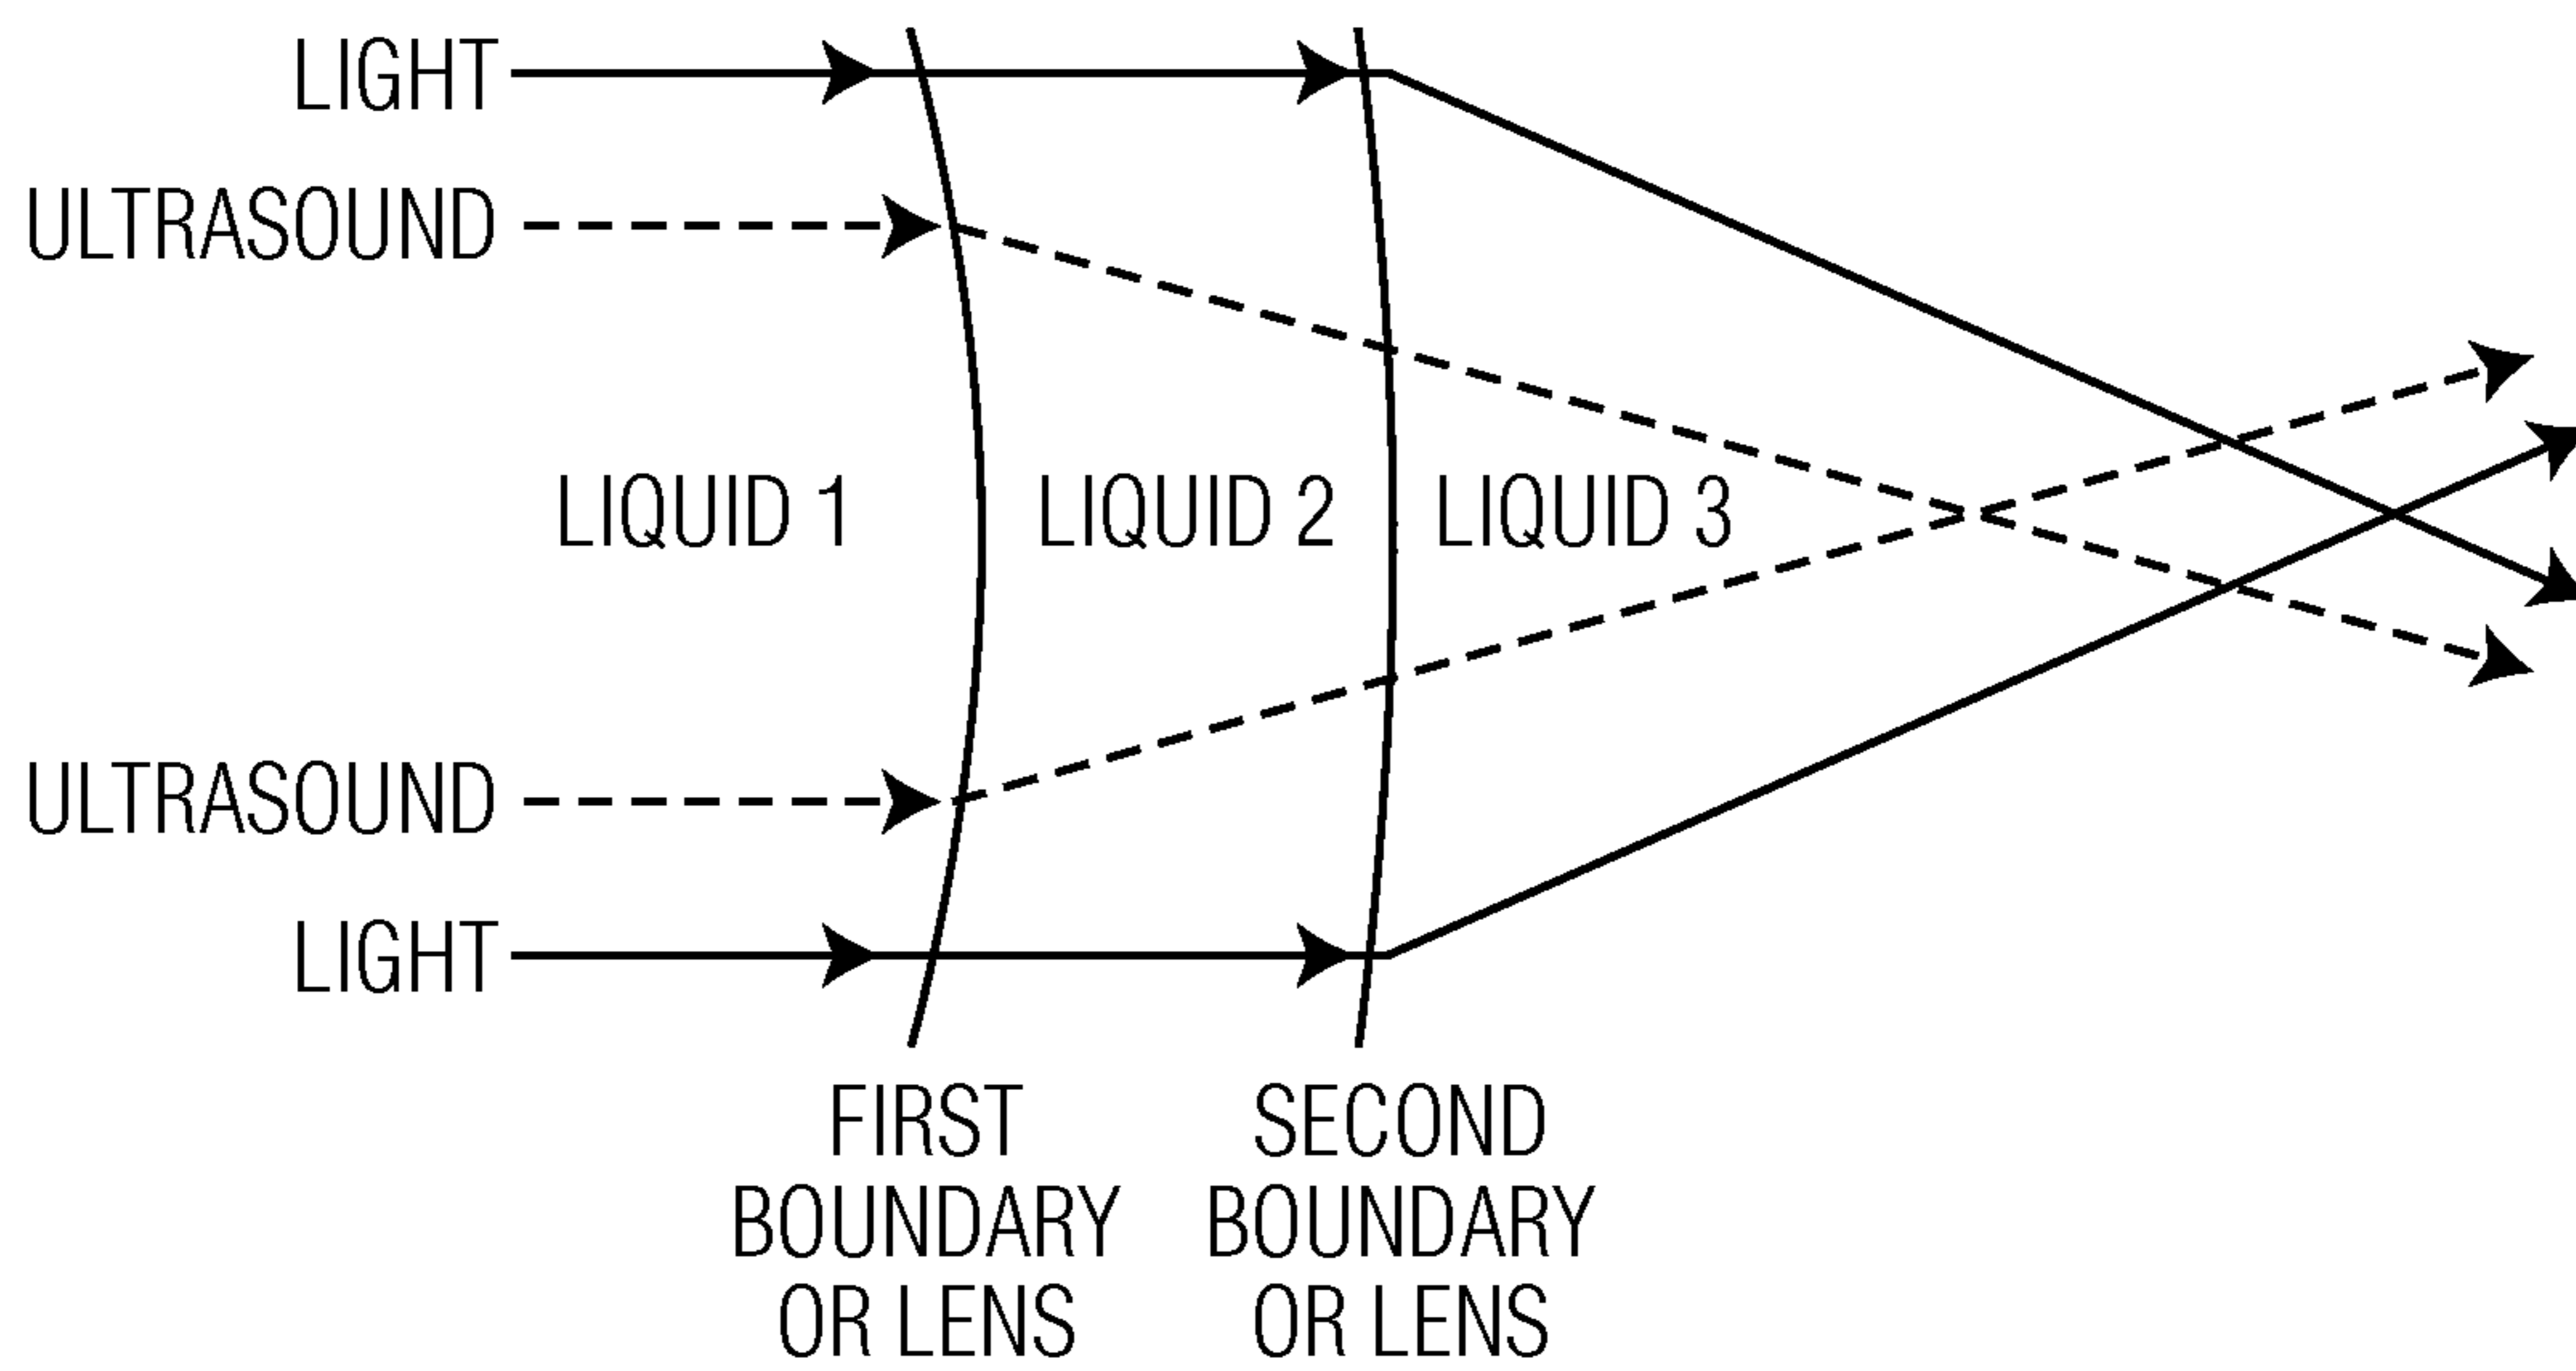 LIGHT
ULTRASOUND
LIQUID 1 LIQUID 2 LIQUID 3
ULTRASOUND
LIGHT
FIRST
BOUNDARY
OR LENS
SECOND
BOUNDARY
OR LENS